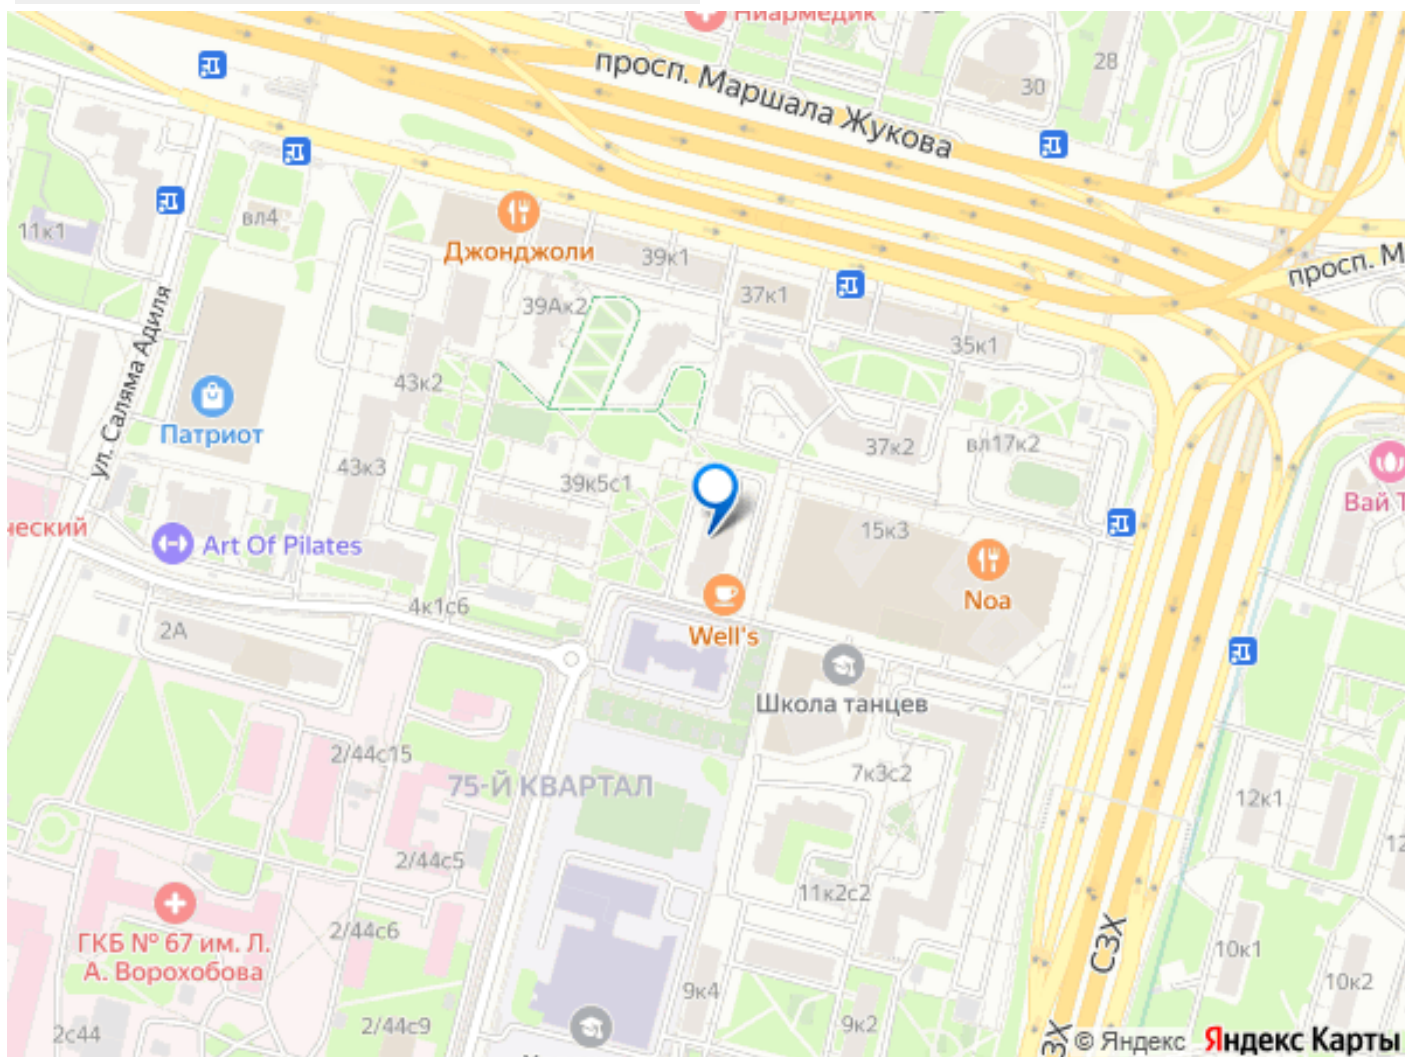 Ниармедик
28
30
просп. Маршала Жукова
просп. М
11к1
вл4
Джонджоли
39к1
39Ак2
37к1
35к1
ул. Саляма Адиля
Патриот
43к2
43к3
39к5с1
37к2
вл17к2
Вай Т
ческий
Art Of Pilates
15к3
Noa
4к1с6
2А
Well's
Школа танцев
2/44с15
75-Й КВАРТАЛ
7к3с2
12к1
12
2/44с5
11к2с2
ГКБ № 67 им. Л.
А. Ворохобова
2/44с6
СЗХ
10к1
10к2
9к4
9к2
2с44
2/44с9
ЗХ
© Яндекс Яндекс Карты